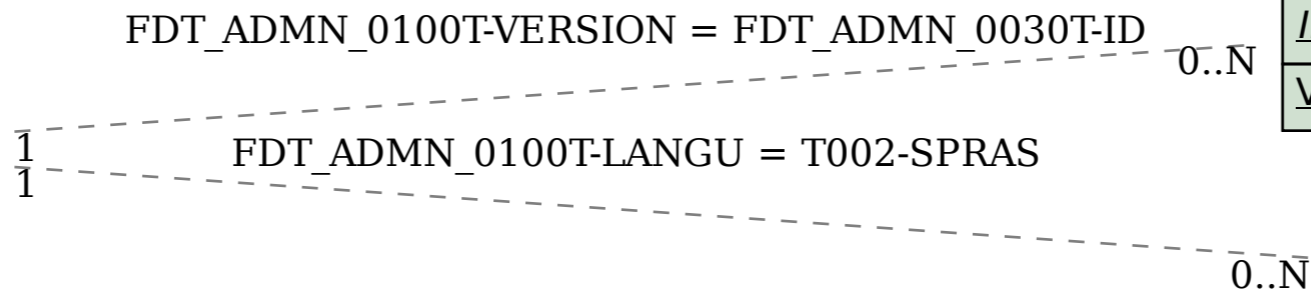 FDT_ADMN_0100T-VERSION = FDT_ADMN_0030T-ID
0..N
1
FDT_ADMN_0100T-LANGU = T002-SPRAS
1
0..N